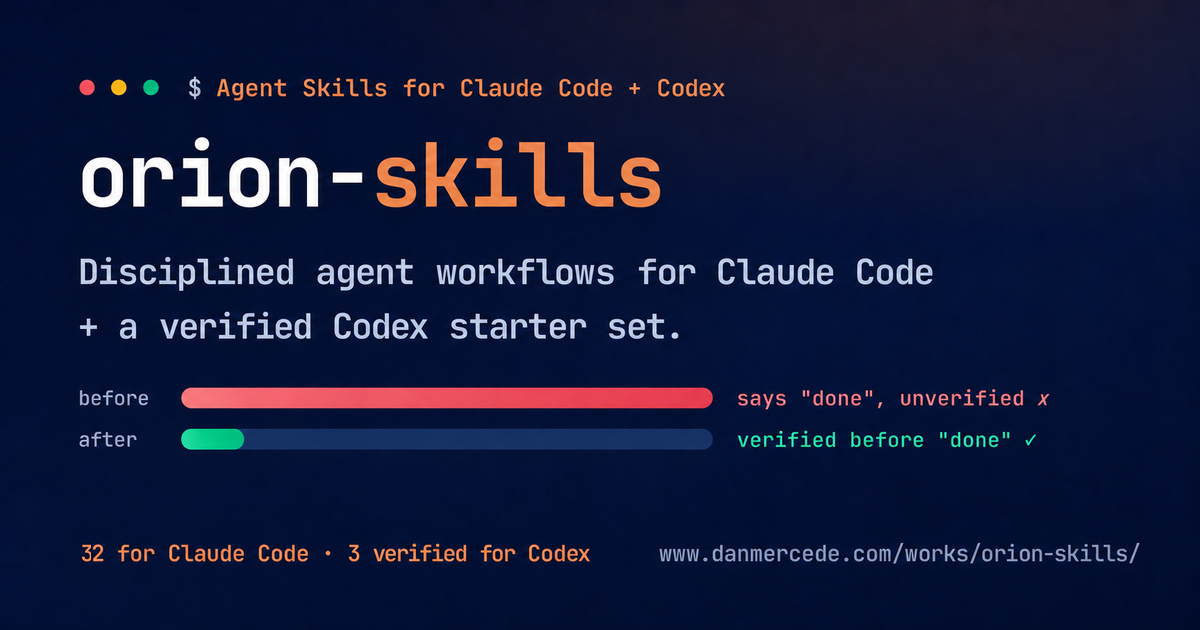 $ Agent Skills for Claude Code + Codex
orion-skills
Disciplined agent workflows for Claude Code
+ a verified Codex starter set.
before says "done", unverified ✗
after verified before "done" ✓
32 for Claude Code · 3 verified for Codex www.danmercede.com/works/orion-skills/